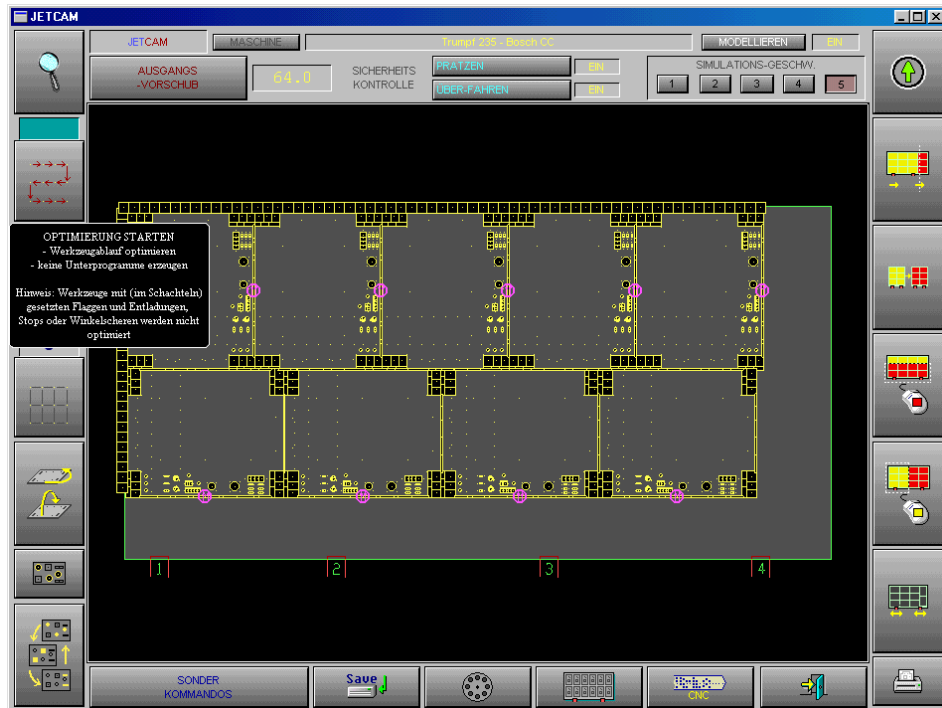 JETCAM
JETCAM
MASCHINE
Trumpf 235 - Bosch CC
MODELLIEREN
EIN
AUSGANGS
-VORSCHUB
64.0
SICHERHEITS
KONTROLLE
PRATZEN
EIN
ÜBER-FAHREN
EIN
SIMULATIONS-GESCHW.
1 2 3 4 5
OPTIMIERUNG STARTEN
- Werkzeugablauf optimieren
- keine Unterprogramme erzeugen
Hinweis: Werkzeuge mit (im Schachteln)
gesetzten Flaggen und Entladungen,
Stops oder Winkelscheren werden nicht
optimiert
1 2 3 4
SONDER
KOMMANDOS
Save
CNC